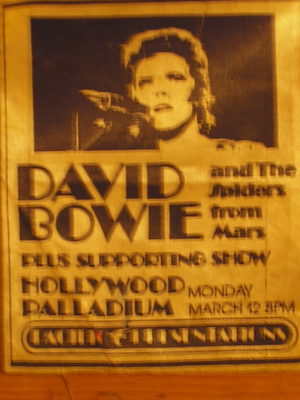 DAVID
BOWIE
and The
Spiders
from
Mars
PLUS SUPPORTING SHOW
HOLLYWOOD
PALLADIUM
MONDAY
MARCH 12 8PM
PACIFIC PRESENTATIONS